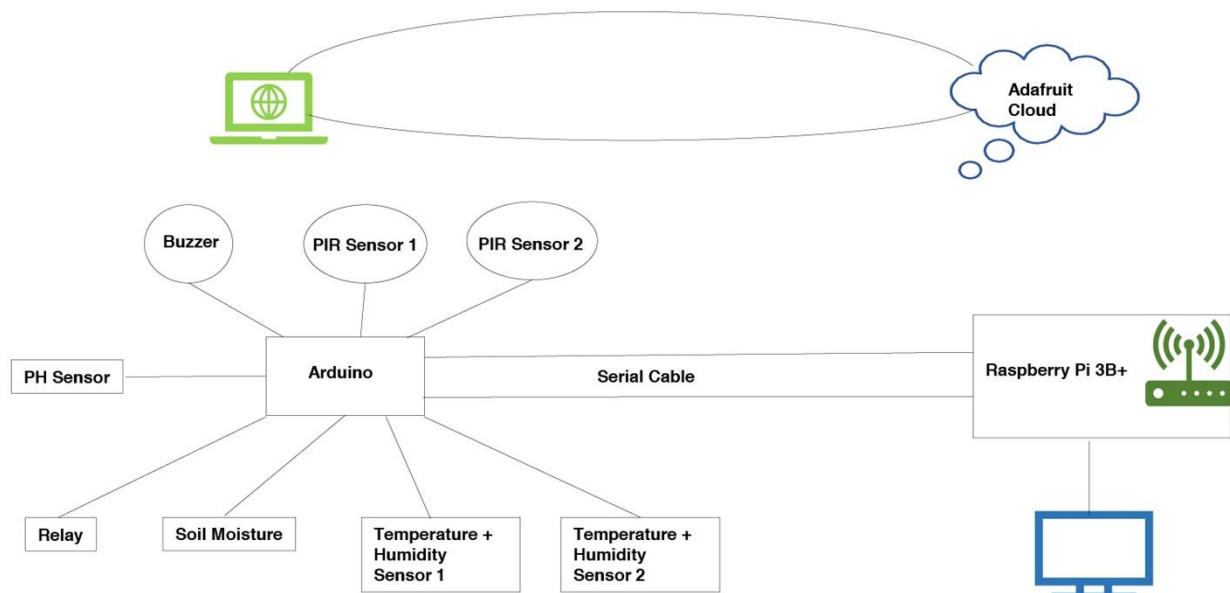 Adafruit
Cloud
Buzzer
PIR Sensor 1
PIR Sensor 2
PH Sensor
Arduino
Serial Cable
Raspberry Pi 3B+
Relay
Soil Moisture
Temperature +
Humidity
Sensor 1
Temperature +
Humidity
Sensor 2